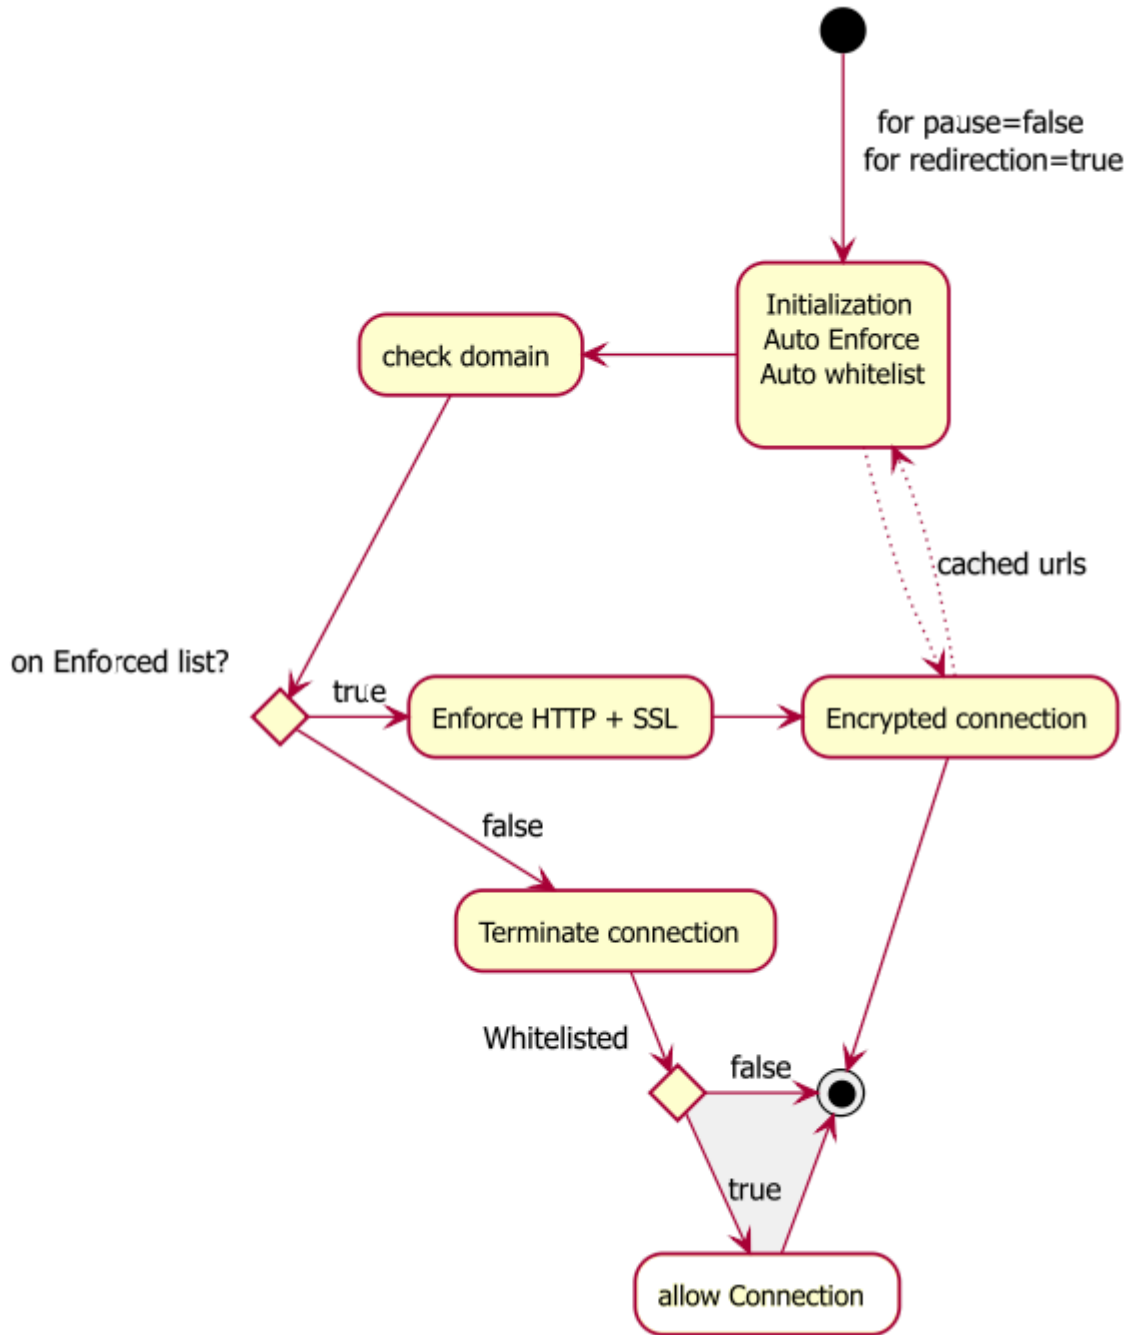 for pause=false
for redirection=true
Initialization
Auto Enforce
Auto whitelist
check domain
cached urls
on Enforced list?
true
Enforce HTTP + SSL
Encrypted connection
false
Terminate connection
Whitelisted
false
true
allow Connection